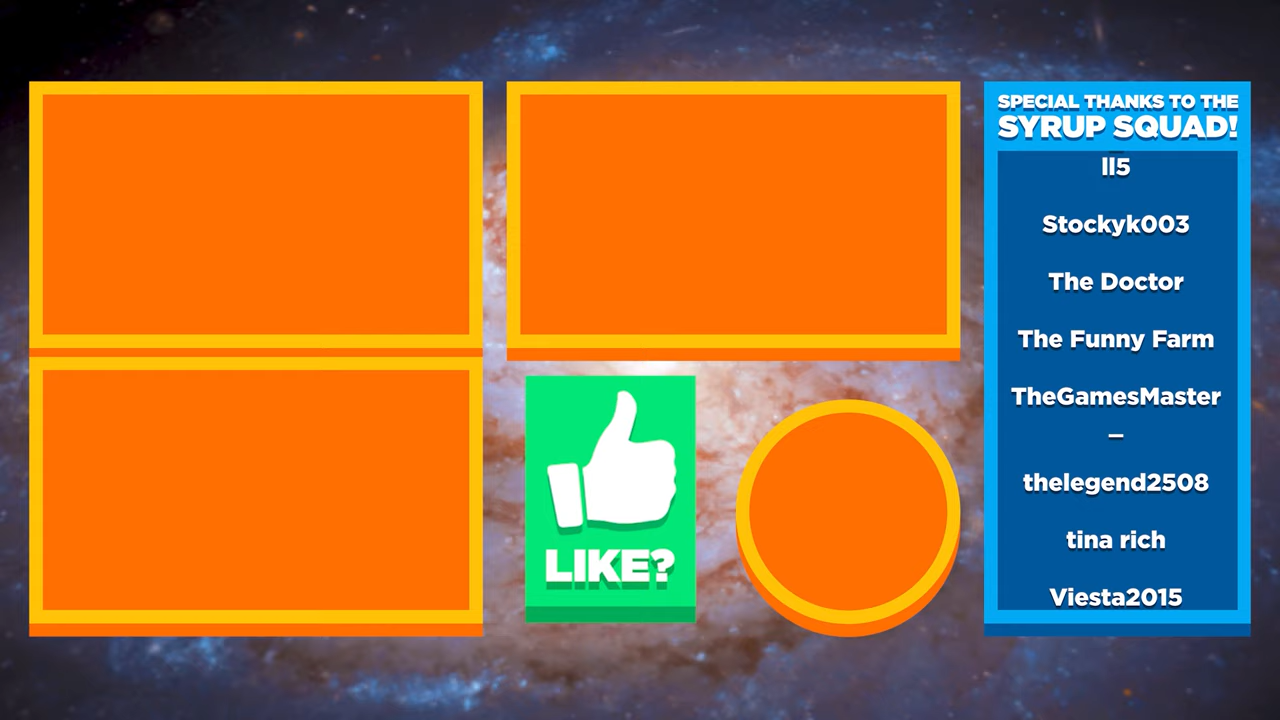 SPECIAL THANKS TO THE
SYRUP SQUAD!
ll5
Stockyk003
The Doctor
The Funny Farm
TheGamesMaster
–
thelegend2508
tina rich
Viesta2015
LIKE?